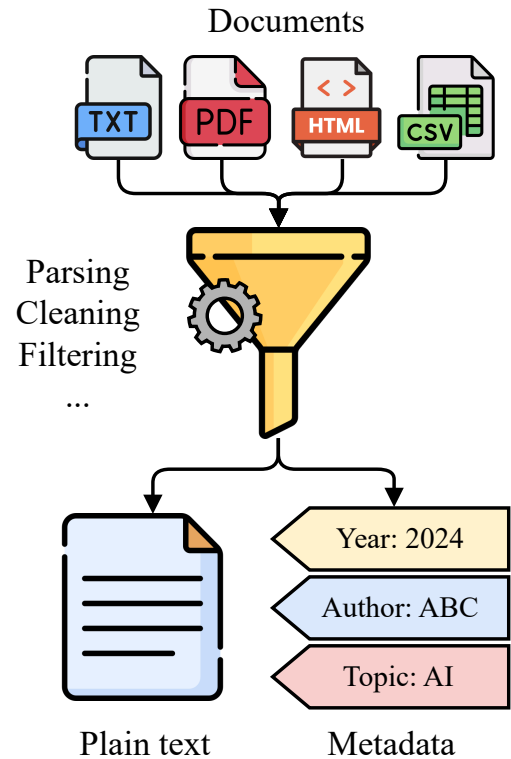 Documents
TXT
PDF
< >
HTML
CSV
Parsing
Cleaning
Filtering
...
Year: 2024
Author: ABC
Topic: AI
Plain text
Metadata